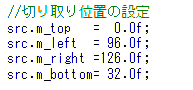 //切り取り位置の設定
src.m_top   =  0.0f;
src.m_left  = 96.0f;
src.m_right =126.0f;
src.m_bottom= 32.0f;